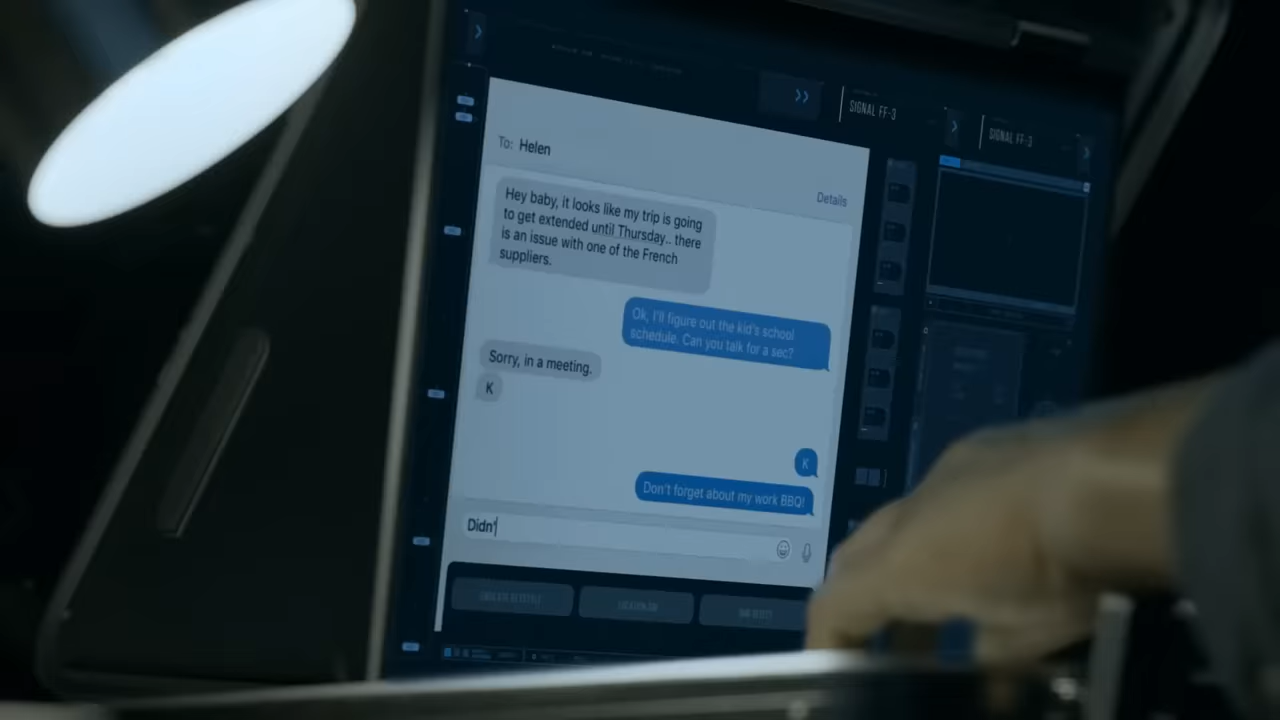 SIGNAL FF-3
SIGNAL FF-3
To: Helen
Details
Hey baby, it looks like my trip is going
to get extended until Thursday.. there
is an issue with one of the French
suppliers.
Ok, I'll figure out the kid's school
schedule. Can you talk for a sec?
Sorry, in a meeting.
K
K
Don't forget about my work BBQ!
Didn'